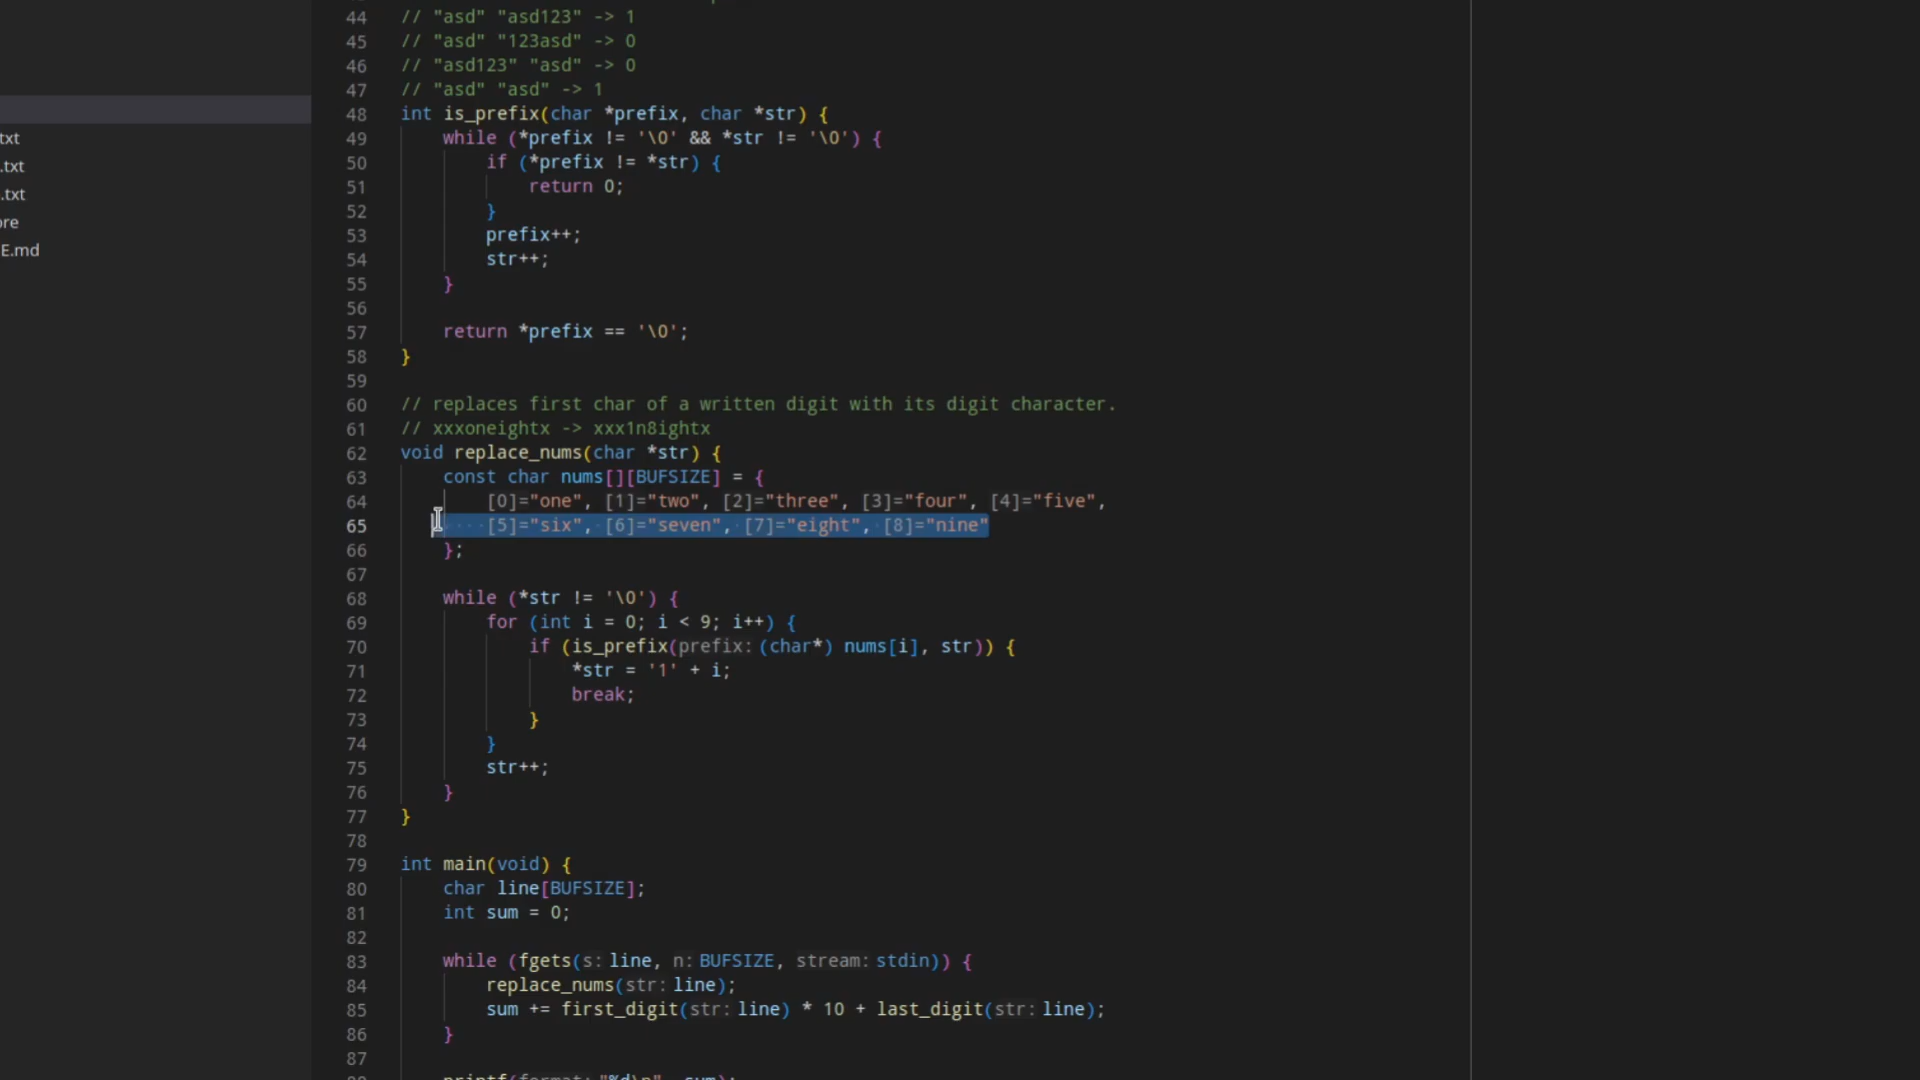 txt
.txt
.txt
ore
E.md
44 // "asd" "asd123" -> 1
45 // "asd" "123asd" -> 0
46 // "asd123" "asd" -> 0
47 // "asd" "asd" -> 1
48 int is_prefix(char *prefix, char *str) {
49     while (*prefix != '\0' && *str != '\0') {
50         if (*prefix != *str) {
51             return 0;
52         }
53         prefix++;
54         str++;
55     }
56
57     return *prefix == '\0';
58 }
59
60 // replaces first char of a written digit with its digit character.
61 // xxxoneightx -> xxx1n8ightx
62 void replace_nums(char *str) {
63     const char nums[][BUFSIZE] = {
64         [0]="one", [1]="two", [2]="three", [3]="four", [4]="five",
65         [5]="six", [6]="seven", [7]="eight", [8]="nine"
66     };
67
68     while (*str != '\0') {
69         for (int i = 0; i < 9; i++) {
70             if (is_prefix(prefix: (char*) nums[i], str)) {
71                 *str = '1' + i;
72                 break;
73             }
74         }
75         str++;
76     }
77 }
78
79 int main(void) {
80     char line[BUFSIZE];
81     int sum = 0;
82
83     while (fgets(s: line, n: BUFSIZE, stream: stdin)) {
84         replace_nums(str: line);
85         sum += first_digit(str: line) * 10 + last_digit(str: line);
86     }
87
printf(format: "%d\n", sum);